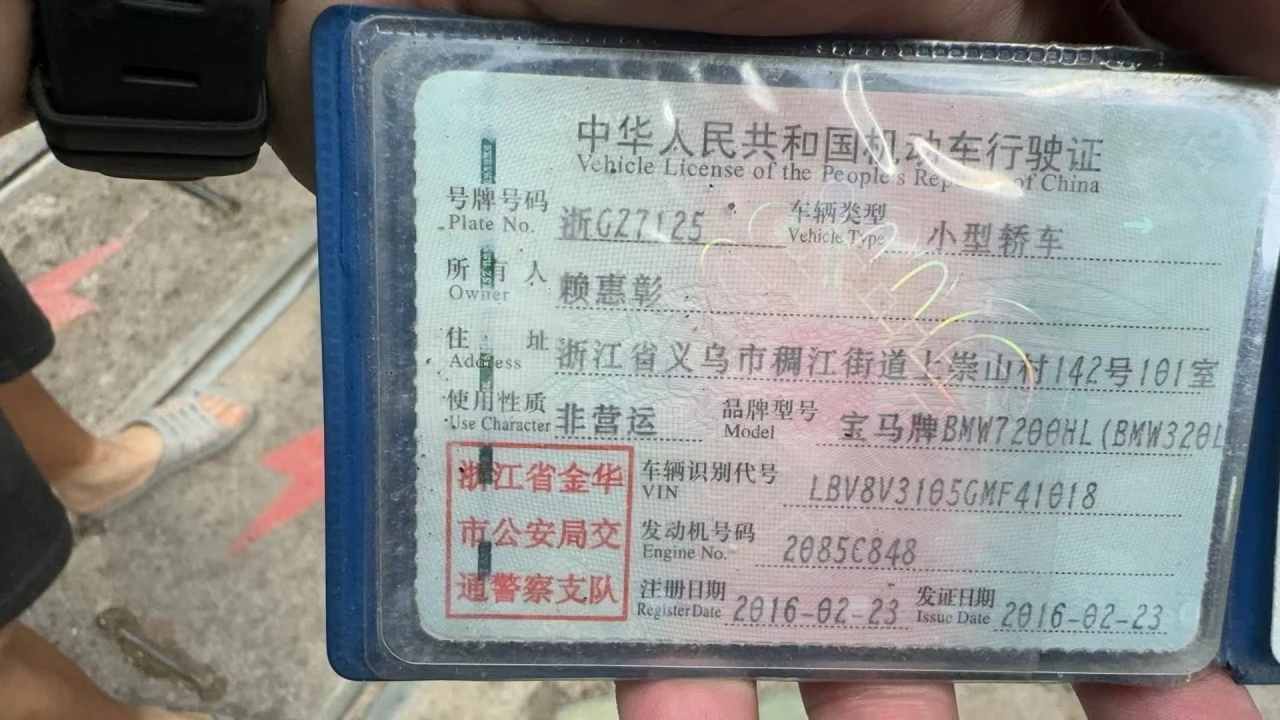 中华人民共和国机动车行驶证
Vehicle License of the People's Republic of China
号牌号码 浙GZ7125 车辆类型 小型轿车
Plate No. Vehicle Type
所有人 赖惠彰
Owner
住址 浙江省义乌市稠江街道上崇山村142号101室
Address
使用性质 非营运 品牌型号 宝马牌BMW7200HL(BMW320L
Use Character Model
浙江省金华
市公安局交
通警察支队
车辆识别代号 LBV8V3105GMF41018
VIN
发动机号码 2085C848
Engine No.
注册日期 2016-02-23 发证日期 2016-02-23
Register Date Issue Date